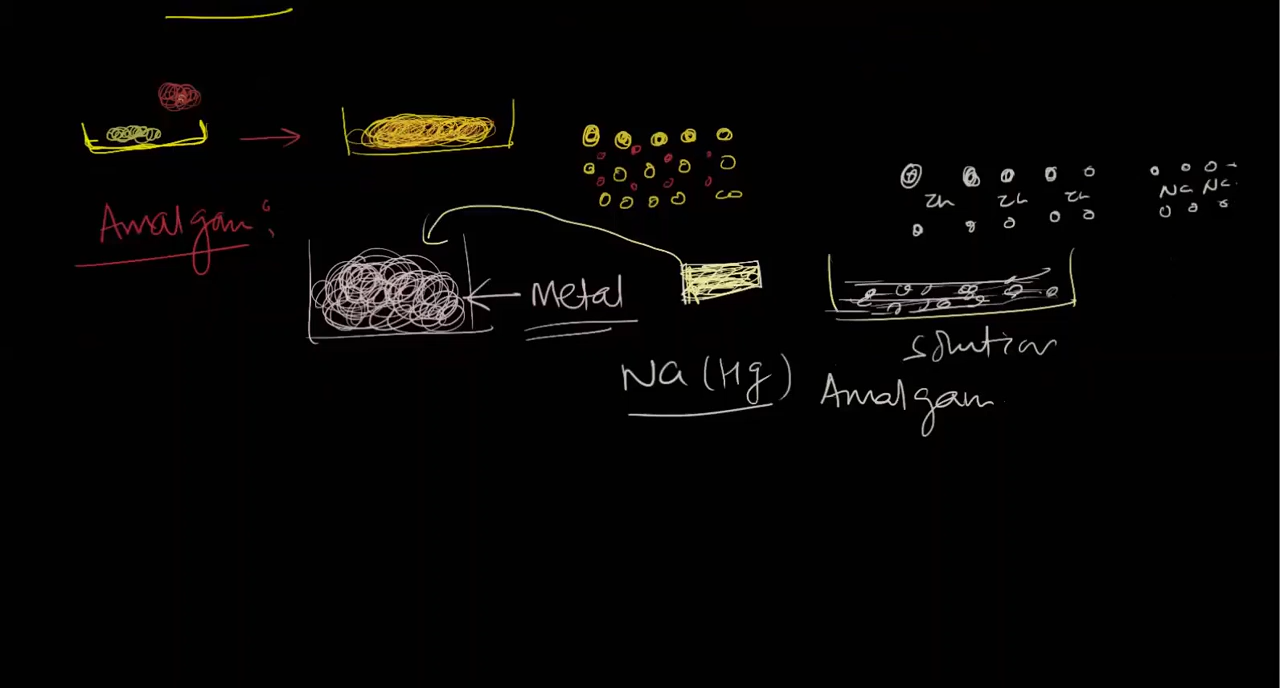 Zn Zn Zn
Na Na
Amalgam:
Metal
solution
Na (Hg) Amalgam